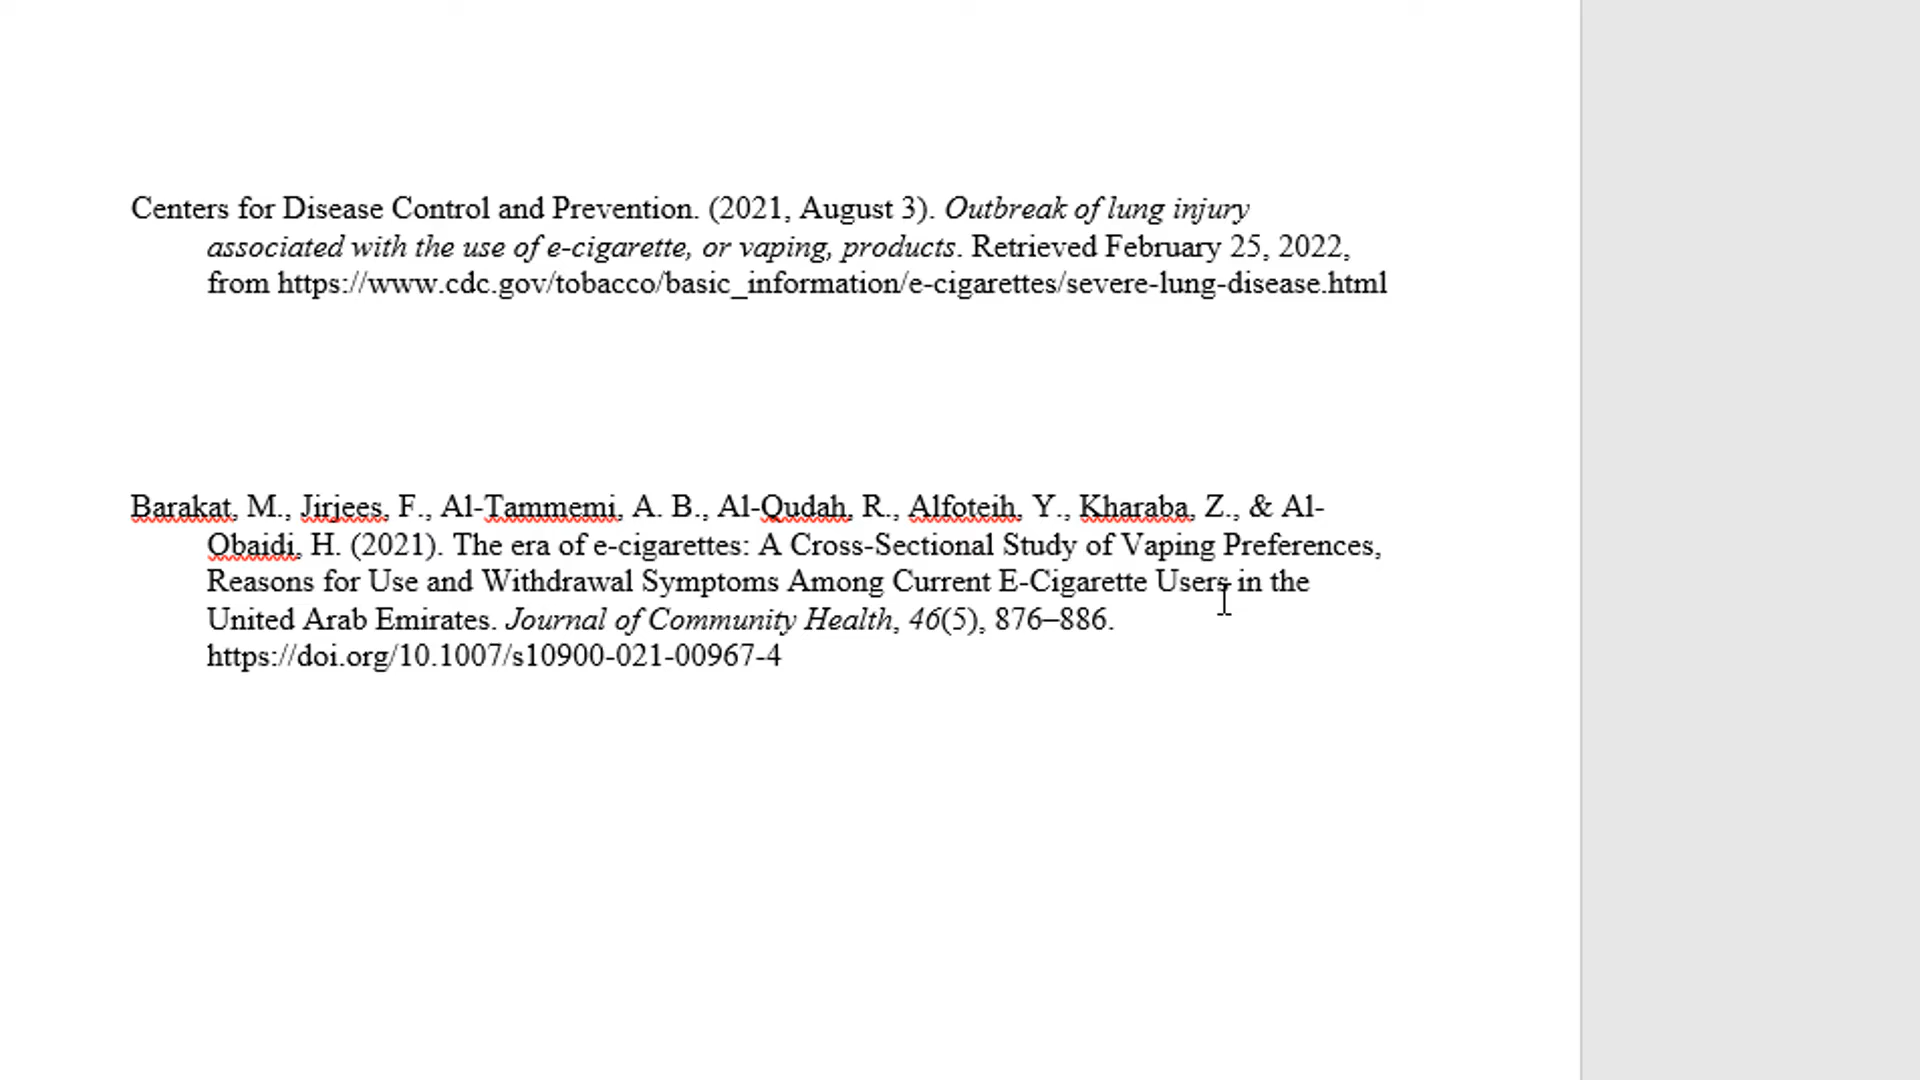 Centers for Disease Control and Prevention. (2021, August 3). Outbreak of lung injury
associated with the use of e-cigarette, or vaping, products. Retrieved February 25, 2022,
from https://www.cdc.gov/tobacco/basic_information/e-cigarettes/severe-lung-disease.html
Barakat, M., Jirjees, F., Al-Tammemi, A. B., Al-Qudah, R., Alfoteih, Y., Kharaba, Z., & Al-
Obaidi, H. (2021). The era of e-cigarettes: A Cross-Sectional Study of Vaping Preferences,
Reasons for Use and Withdrawal Symptoms Among Current E-Cigarette Users in the
United Arab Emirates. Journal of Community Health, 46(5), 876–886.
https://doi.org/10.1007/s10900-021-00967-4